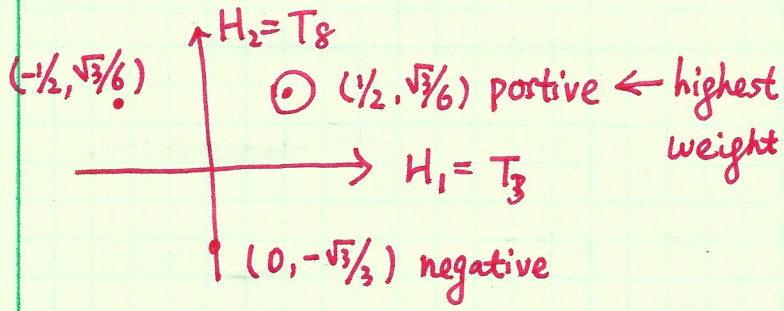 H₂ = T₈
(-1/2, √3/6)
(1/2, √3/6) portive ← highest weight
H₁ = T₃
(0, -√3/3) negative